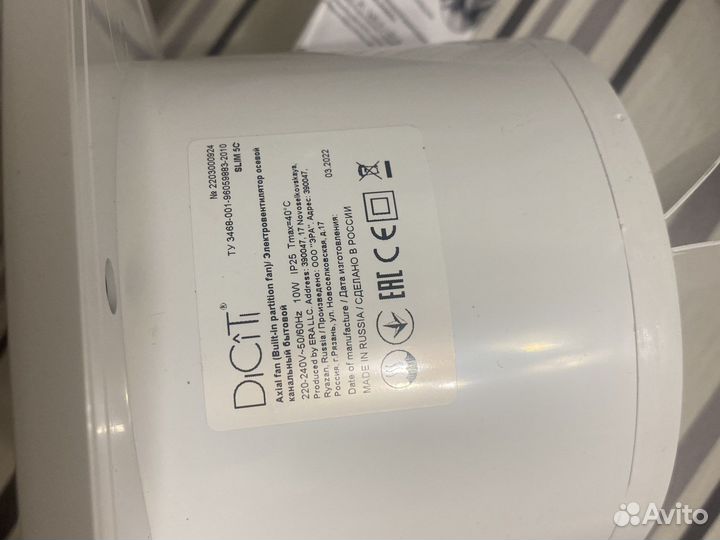 № 2203000924
ТУ 3468-001-96059883-2010
SLIM 5C
DiCiTi®
Axial fan (Built-in partition fan)/ Электровентилятор осевой
канальный бытовой
220-240V~50/60Hz 10W IP25 Tmax=40°C
Produced by ERA LLC. Address: 390047, 17 Novoselkovskaya,
Ryazan, Russia / Произведено: ООО "ЭРА". Адрес: 390047,
Россия, г.Рязань, ул. Новоселковская, д.17
Date of manufacture / Дата изготовления: 03.2022
MADE IN RUSSIA / СДЕЛАНО В РОССИИ
EAC CE
Avito